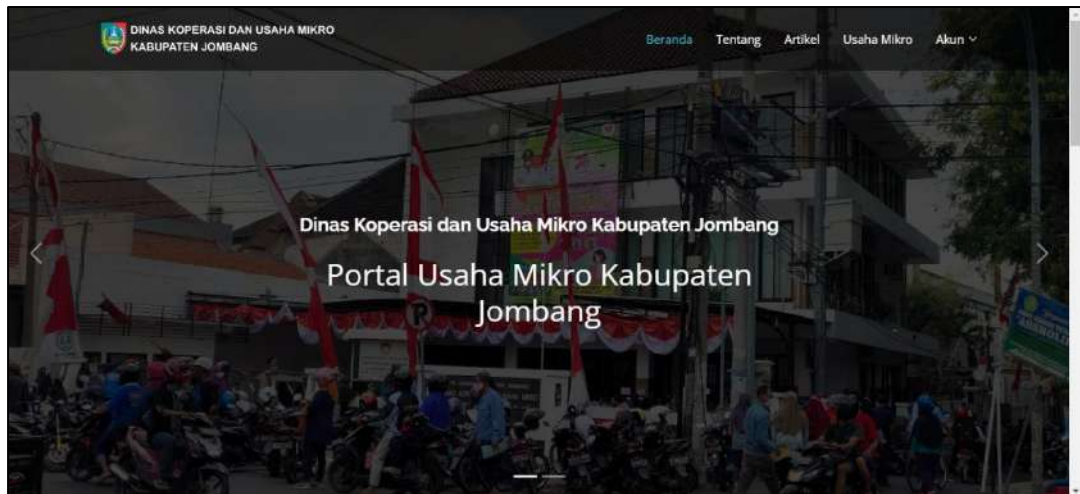 DINAS KOPERASI DAN USAHA MIKRO
KABUPATEN JOMBANG
Beranda
Tentang
Artikel
Usaha Mikro
Akun
Dinas Koperasi dan Usaha Mikro Kabupaten Jombang
Portal Usaha Mikro Kabupaten
Jombang